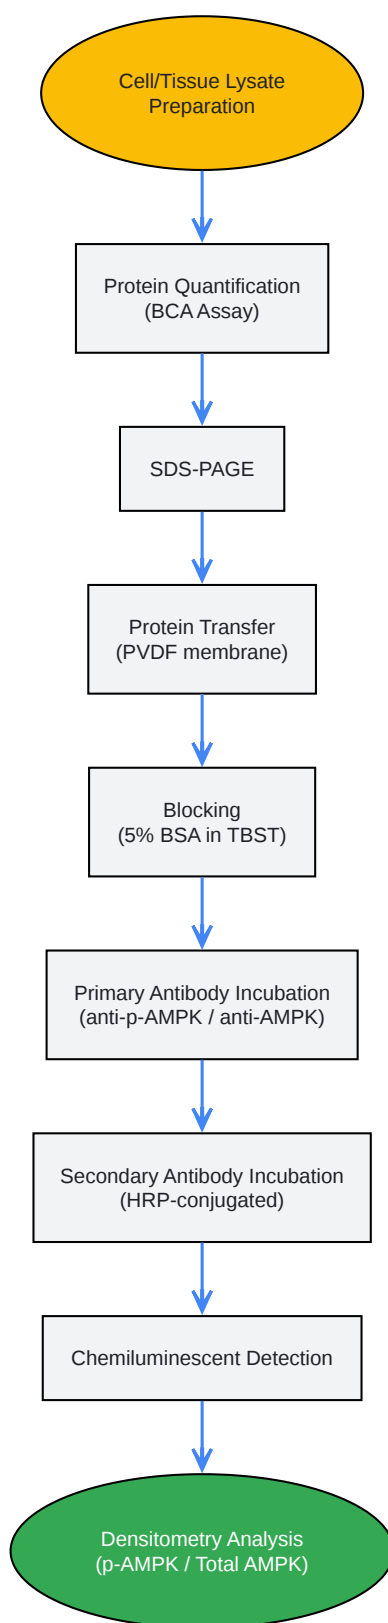 Cell/Tissue Lysate
Preparation
Protein Quantification
(BCA Assay)
SDS-PAGE
Protein Transfer
(PVDF membrane)
Blocking
(5% BSA in TBST)
Primary Antibody Incubation
(anti-p-AMPK / anti-AMPK)
Secondary Antibody Incubation
(HRP-conjugated)
Chemiluminescent Detection
Densitometry Analysis
(p-AMPK / Total AMPK)